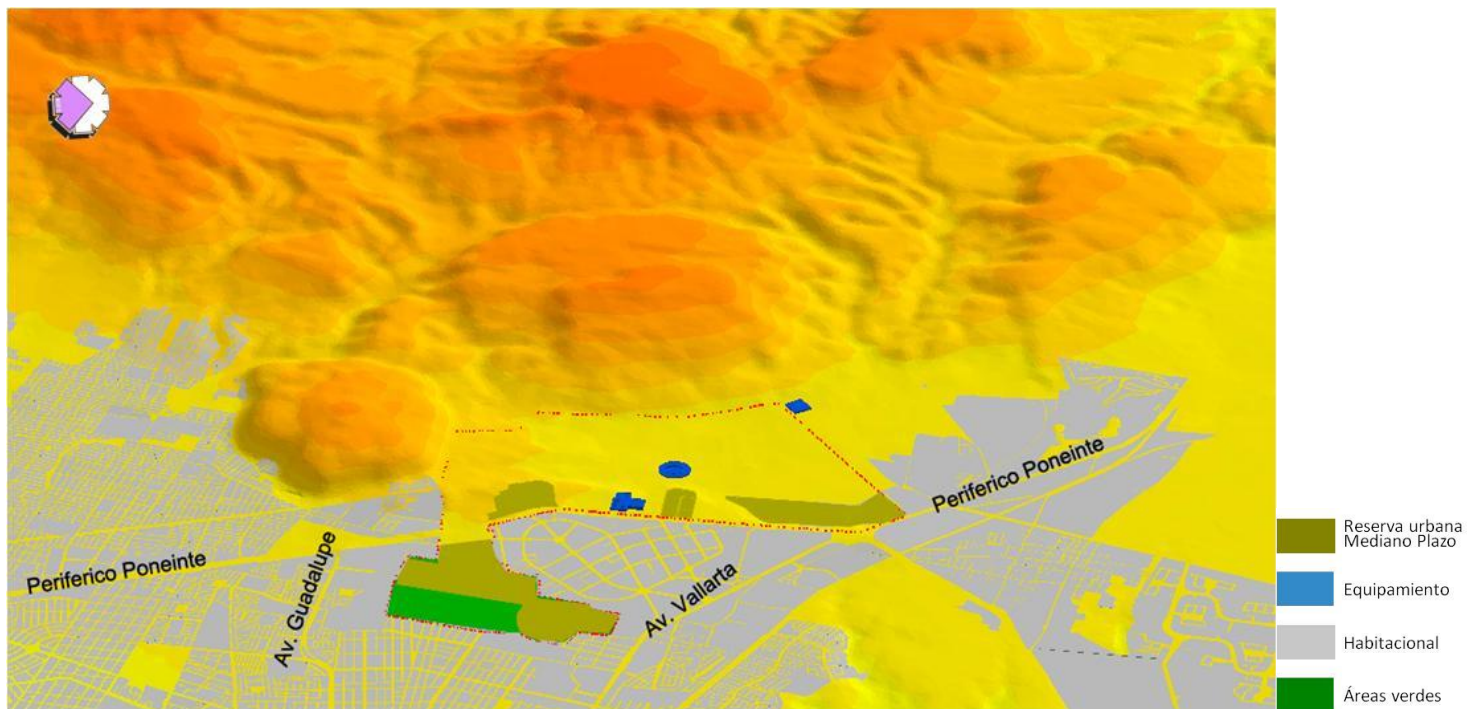 Periferico Poneinte
Av. Guadalupe
Av. Vallarta
Periferico Poneinte
Reserva urbana
Mediano Plazo
Equipamiento
Habitacional
Áreas verdes